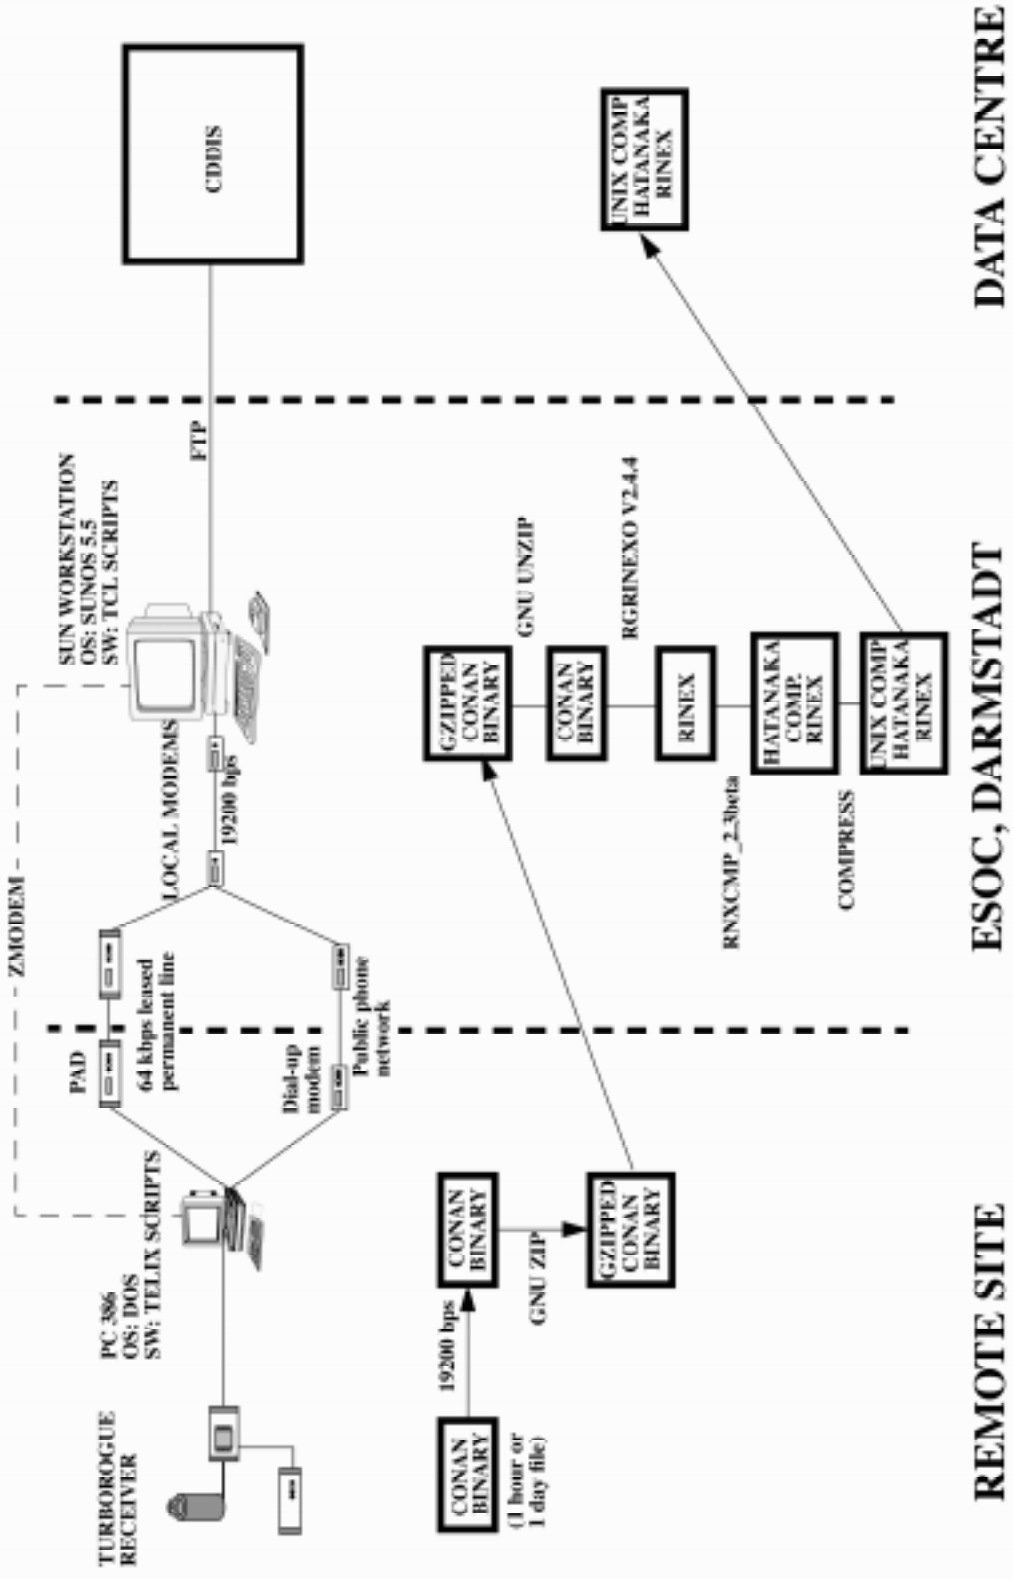 TURBOROGUE
RECEIVER
PC 386
OS: DOS
SW: TELIX SCRIPTS
PAD
64 kbps leased
permanent line
Dial-up
modem
Public phone
network
ZMODEM
LOCAL MODEMS
19200 bps
SUN WORKSTATION
OS: SUNOS 5.5
SW: TCL SCRIPTS
FTP
CDDIS
CONAN
BINARY
(1 hour or
1 day file)
19200 bps
CONAN
BINARY
GNU ZIP
GZIPPED
CONAN
BINARY
GZIPPED
CONAN
BINARY
GNU UNZIP
CONAN
BINARY
RGRINEXO V2.4.4
RINEX
RNXCMP_2.3beta
HATANAKA
COMP.
RINEX
COMPRESS
UNIX COMP
HATANAKA
RINEX
UNIX COMP
HATANAKA
RINEX
REMOTE SITE
ESOC, DARMSTADT
DATA CENTRE